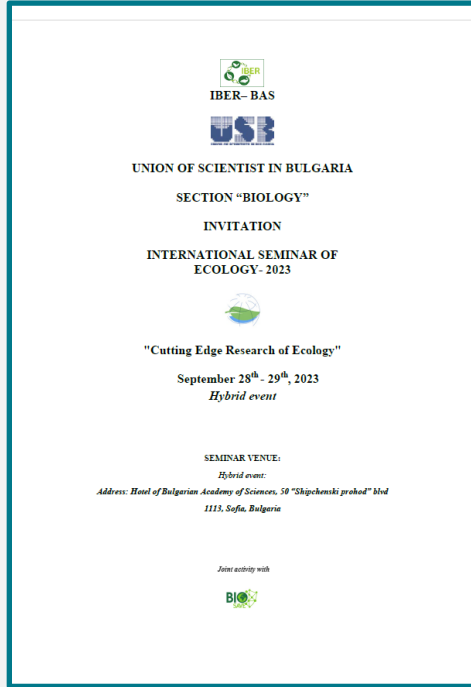 IBER
IBER– BAS
USB
UNION OF SCIENTIST IN BULGARIA
SECTION “BIOLOGY”
INVITATION
INTERNATIONAL SEMINAR OF
ECOLOGY- 2023
"Cutting Edge Research of Ecology"
September 28th - 29th, 2023
Hybrid event
SEMINAR VENUE:
Hybrid event:
Address: Hotel of Bulgarian Academy of Sciences, 50 “Shipchenski prohod” blvd
1113, Sofia, Bulgaria
Joint activity with
BIO